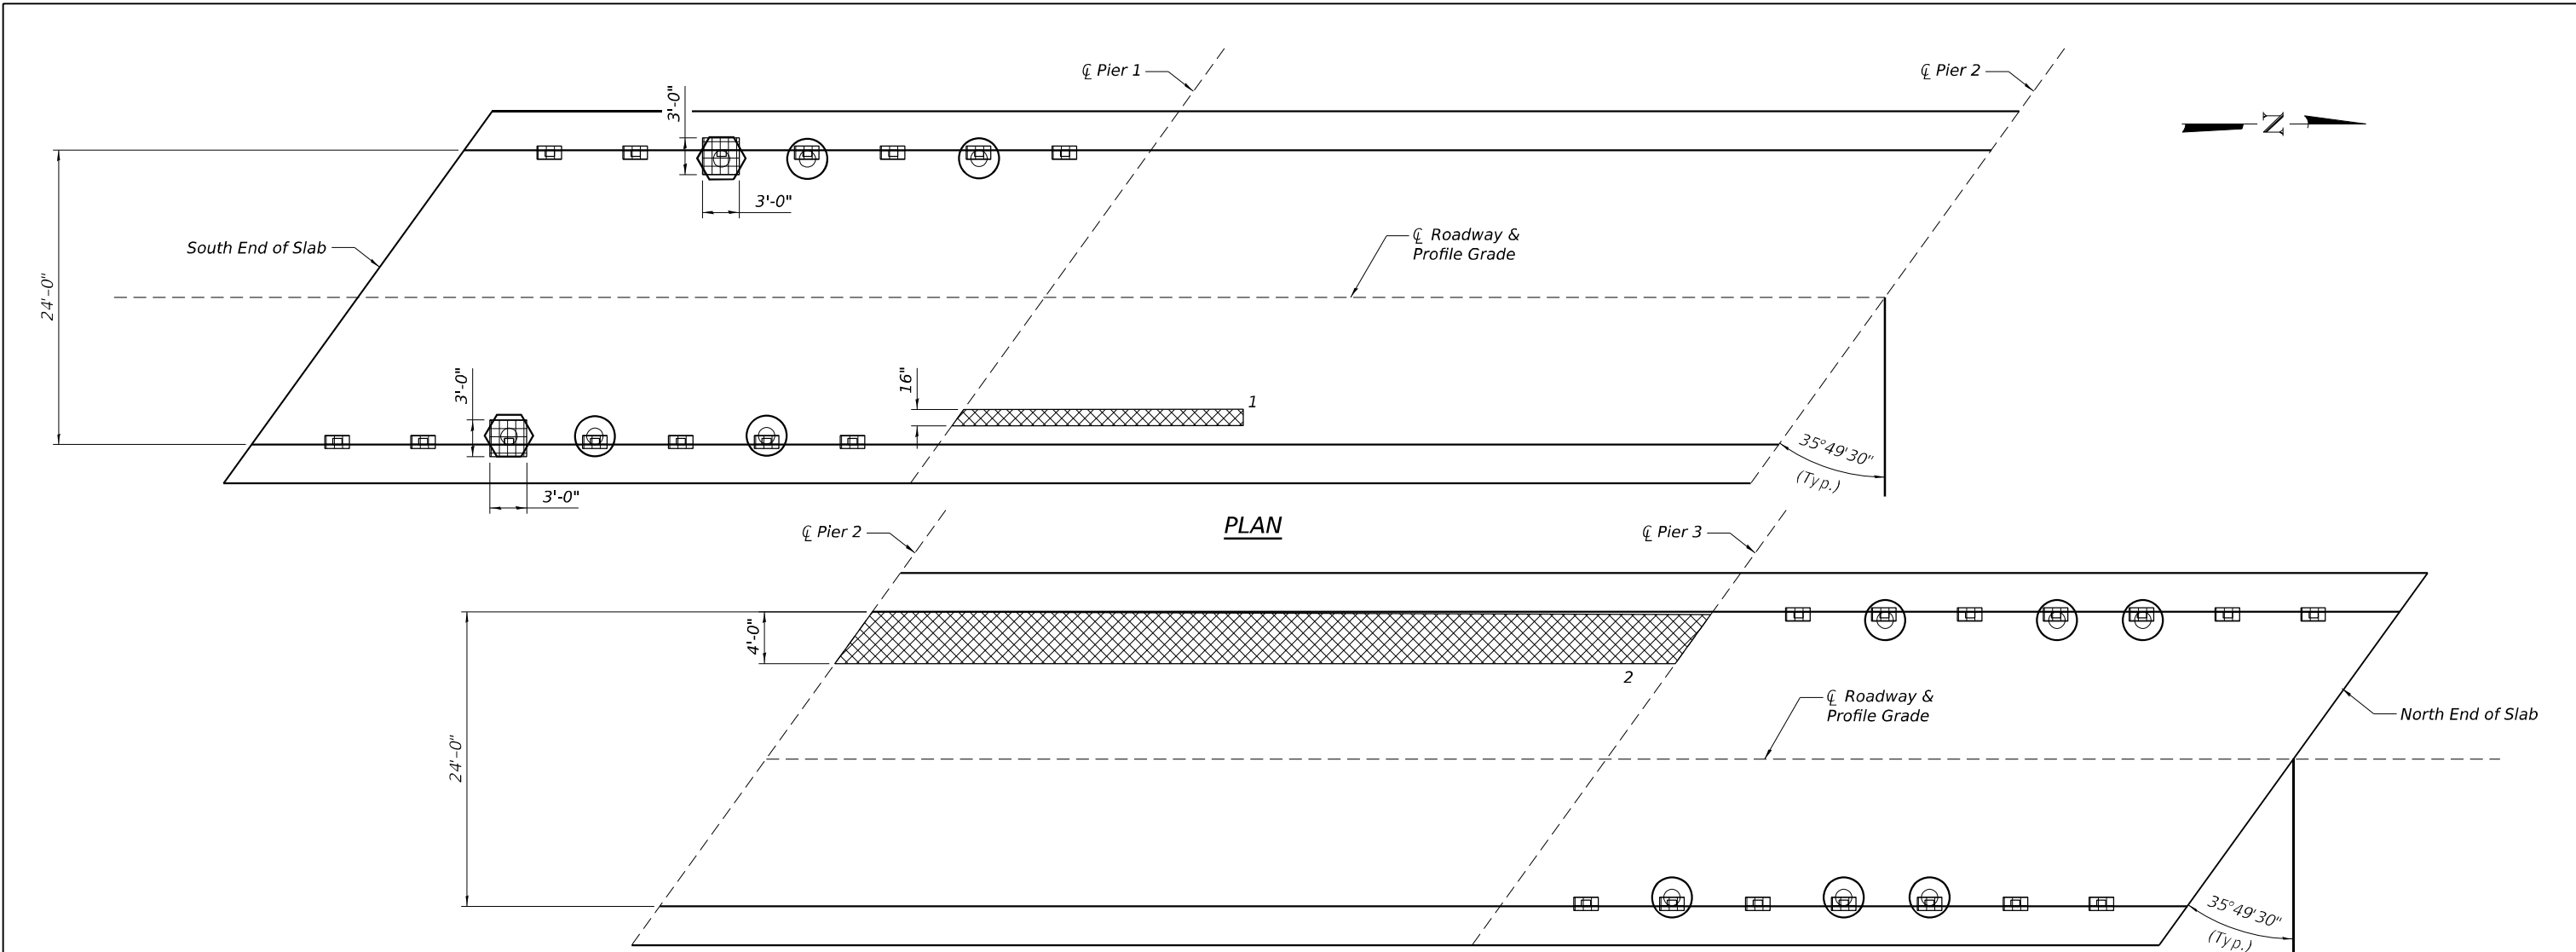 ℄ Pier 1
℄ Pier 2
3'-0"
N
3'-0"
South End of Slab
℄ Roadway &
Profile Grade
24'-0"
3'-0"
16"
1
35°49'30"
(Typ.)
3'-0"
PLAN
℄ Pier 2
℄ Pier 3
4'-0"
2
℄ Roadway &
Profile Grade
North End of Slab
24'-0"
35°49'30"
(Typ.)